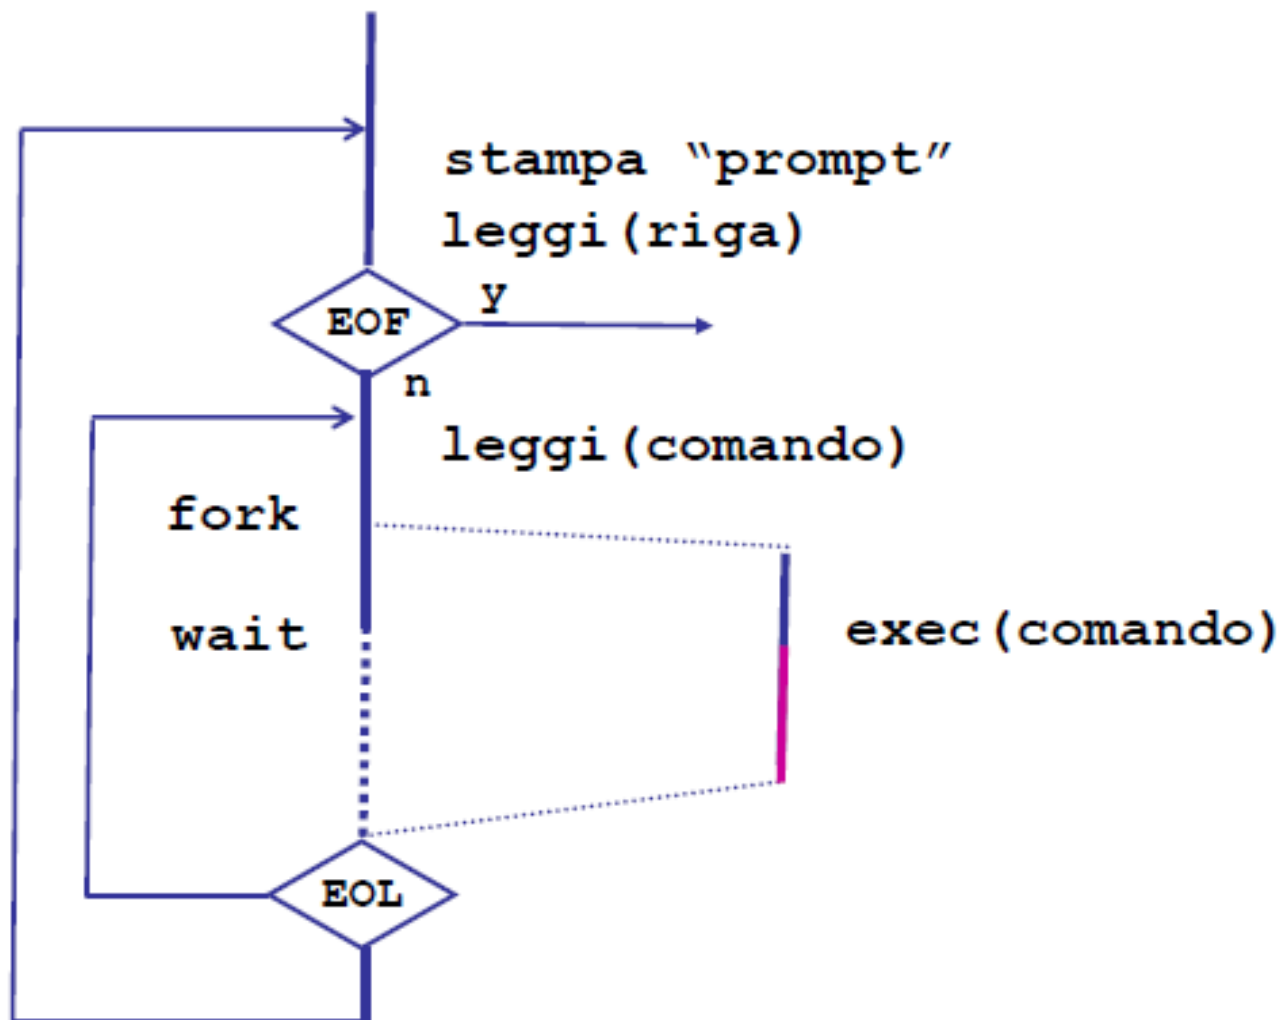 stampa “prompt”
leggi(riga)
y
EOF
n
leggi(comando)
fork
wait
exec(comando)
EOL